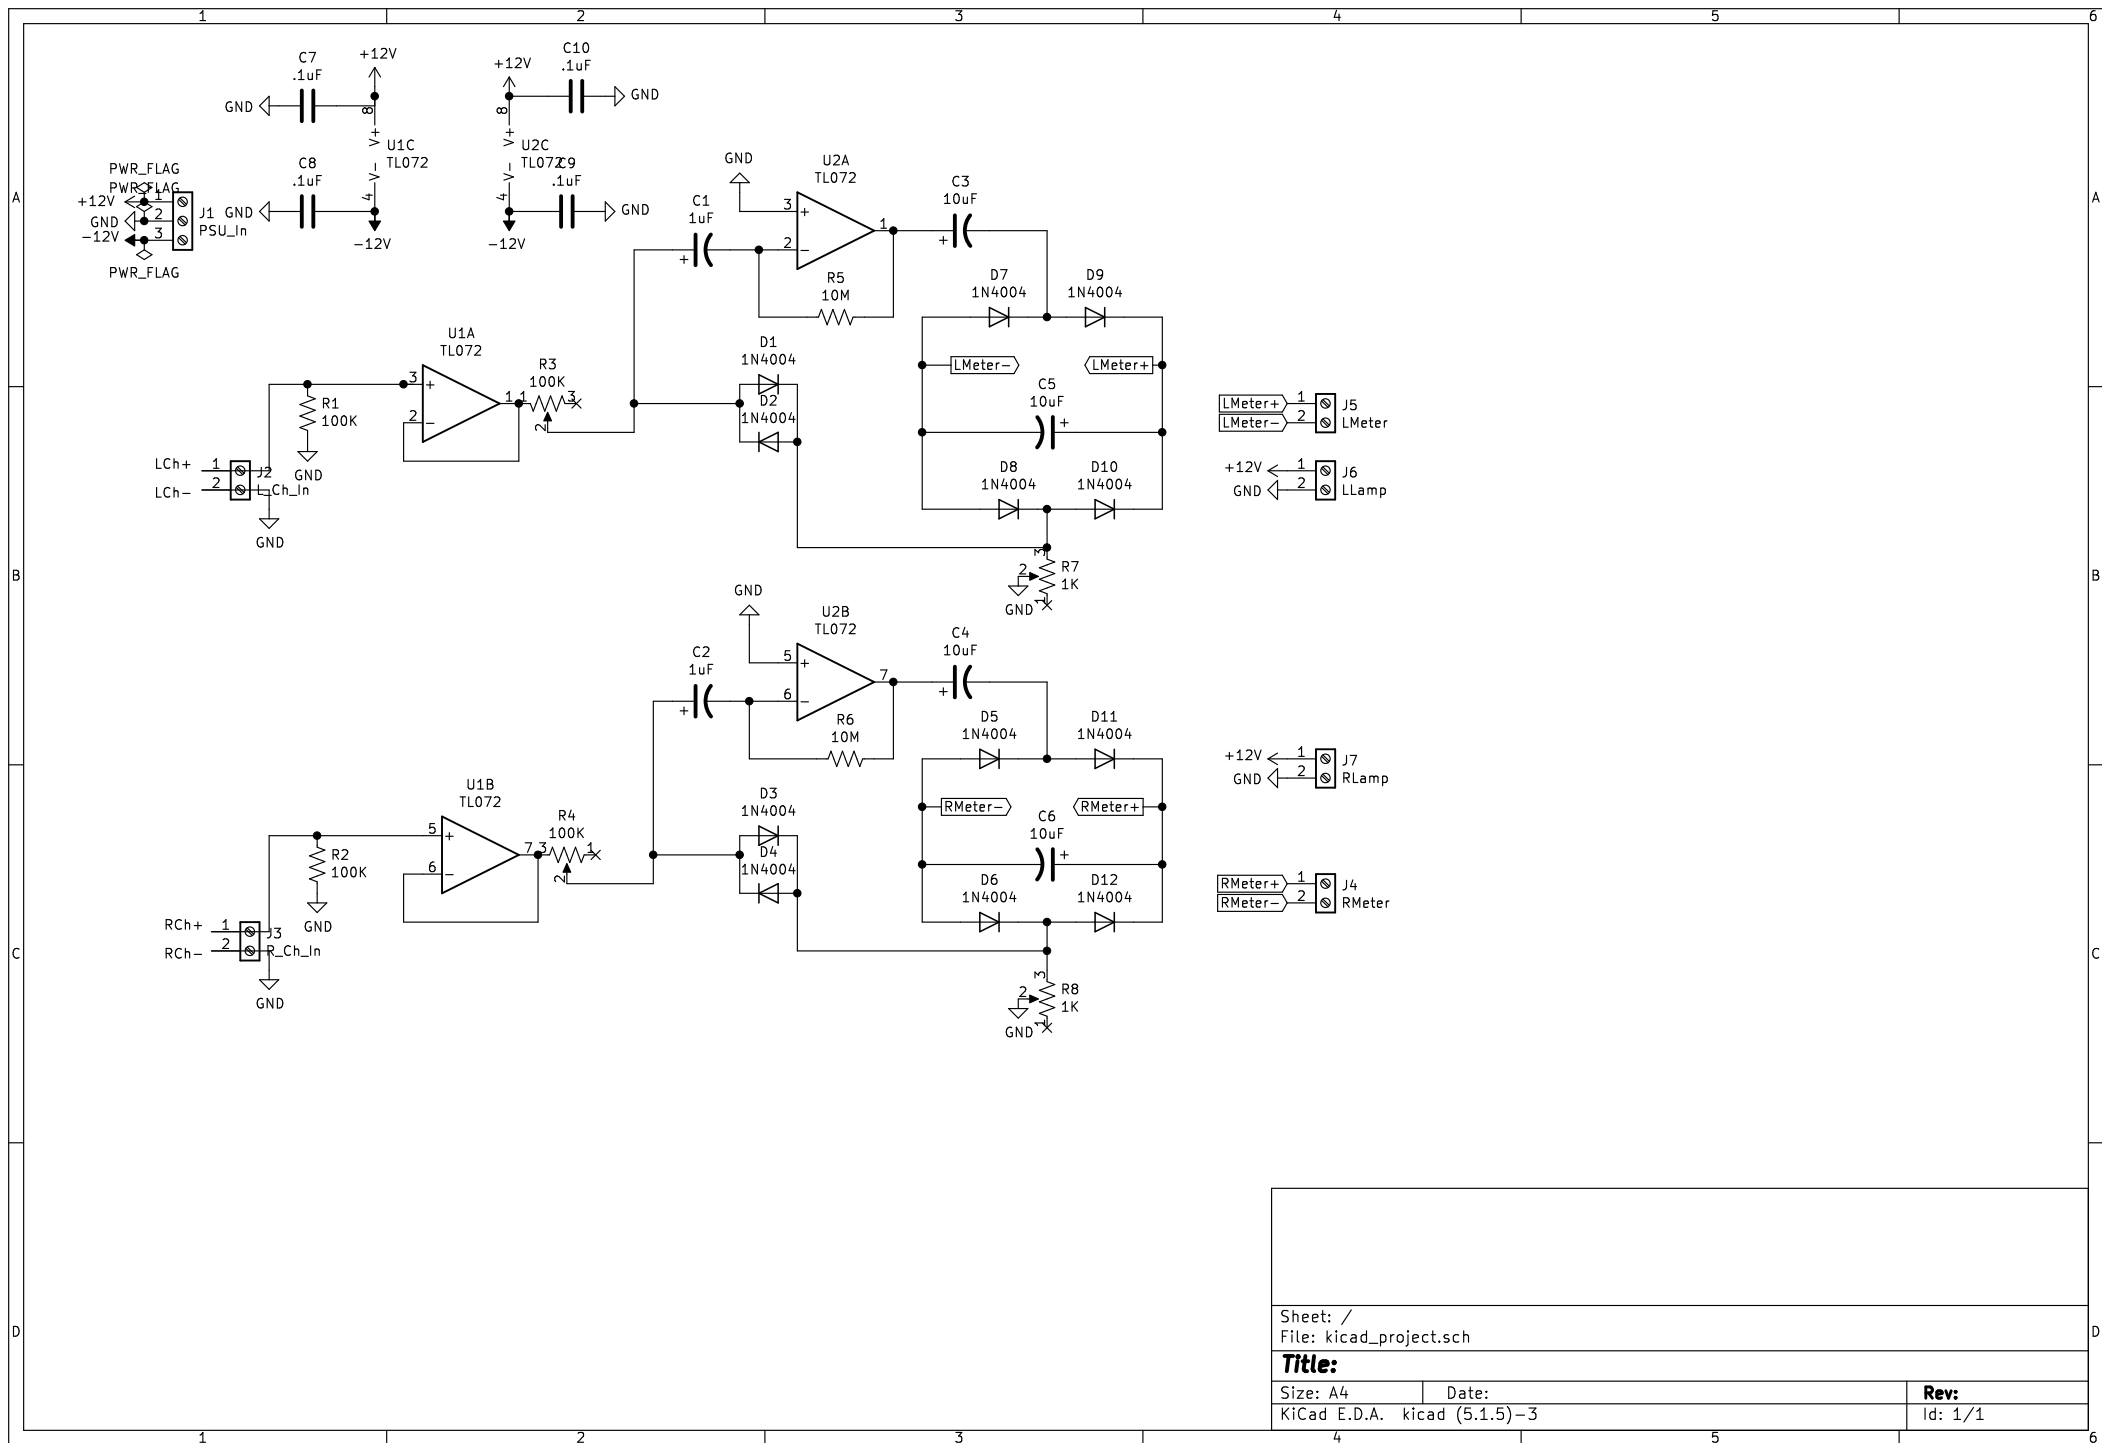 1 2 3 4 5 6
A
B
C
D
A
B
C
D
C7
.1uF
+12V
GND
8
V+
U1C
TL072
V-
4
-12V
C8
.1uF
GND
+12V
C10
.1uF
GND
8
V+
U2C
TL072
V-
4
-12V
C9
.1uF
GND
PWR_FLAG
PWR_FLAG
+12V
1
GND
2
-12V
3
J1
PSU_In
PWR_FLAG
GND
U2A
TL072
3
+
2
-
1
C1
1uF
+
C3
10uF
+
R5
10M
D7
1N4004
D9
1N4004
U1A
TL072
3
+
2
-
1
R3
100K
1
3
2
D1
1N4004
D2
1N4004
LMeter-
LMeter+
C5
10uF
+
R1
100K
GND
LCh+
1
LCh-
2
J2
L_Ch_In
GND
D8
1N4004
D10
1N4004
LMeter+
1
LMeter-
2
J5
LMeter
+12V
1
GND
2
J6
LLamp
3
2
1
R7
1K
GND
GND
U2B
TL072
5
+
6
-
7
C2
1uF
+
C4
10uF
+
R6
10M
D5
1N4004
D11
1N4004
+12V
1
GND
2
J7
RLamp
U1B
TL072
5
+
6
-
7
R4
100K
3
1
2
D3
1N4004
D4
1N4004
RMeter-
RMeter+
C6
10uF
+
R2
100K
GND
RCh+
1
RCh-
2
J3
R_Ch_In
GND
D6
1N4004
D12
1N4004
RMeter+
1
RMeter-
2
J4
RMeter
3
2
1
R8
1K
GND
Sheet: /
File: kicad_project.sch
Title:
Size: A4 Date: Rev:
KiCad E.D.A. kicad (5.1.5)-3 Id: 1/1
1 2 3 4 5 6